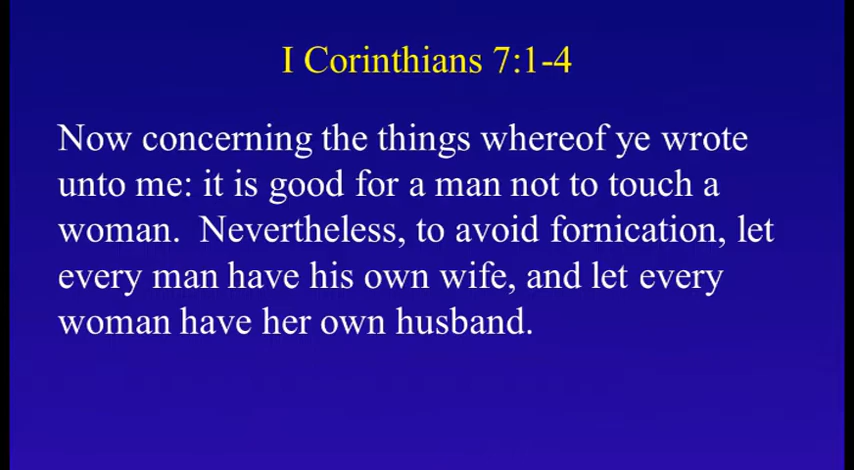 I Corinthians 7:1-4
Now concerning the things whereof ye wrote
unto me: it is good for a man not to touch a
woman.  Nevertheless, to avoid fornication, let
every man have his own wife, and let every
woman have her own husband.